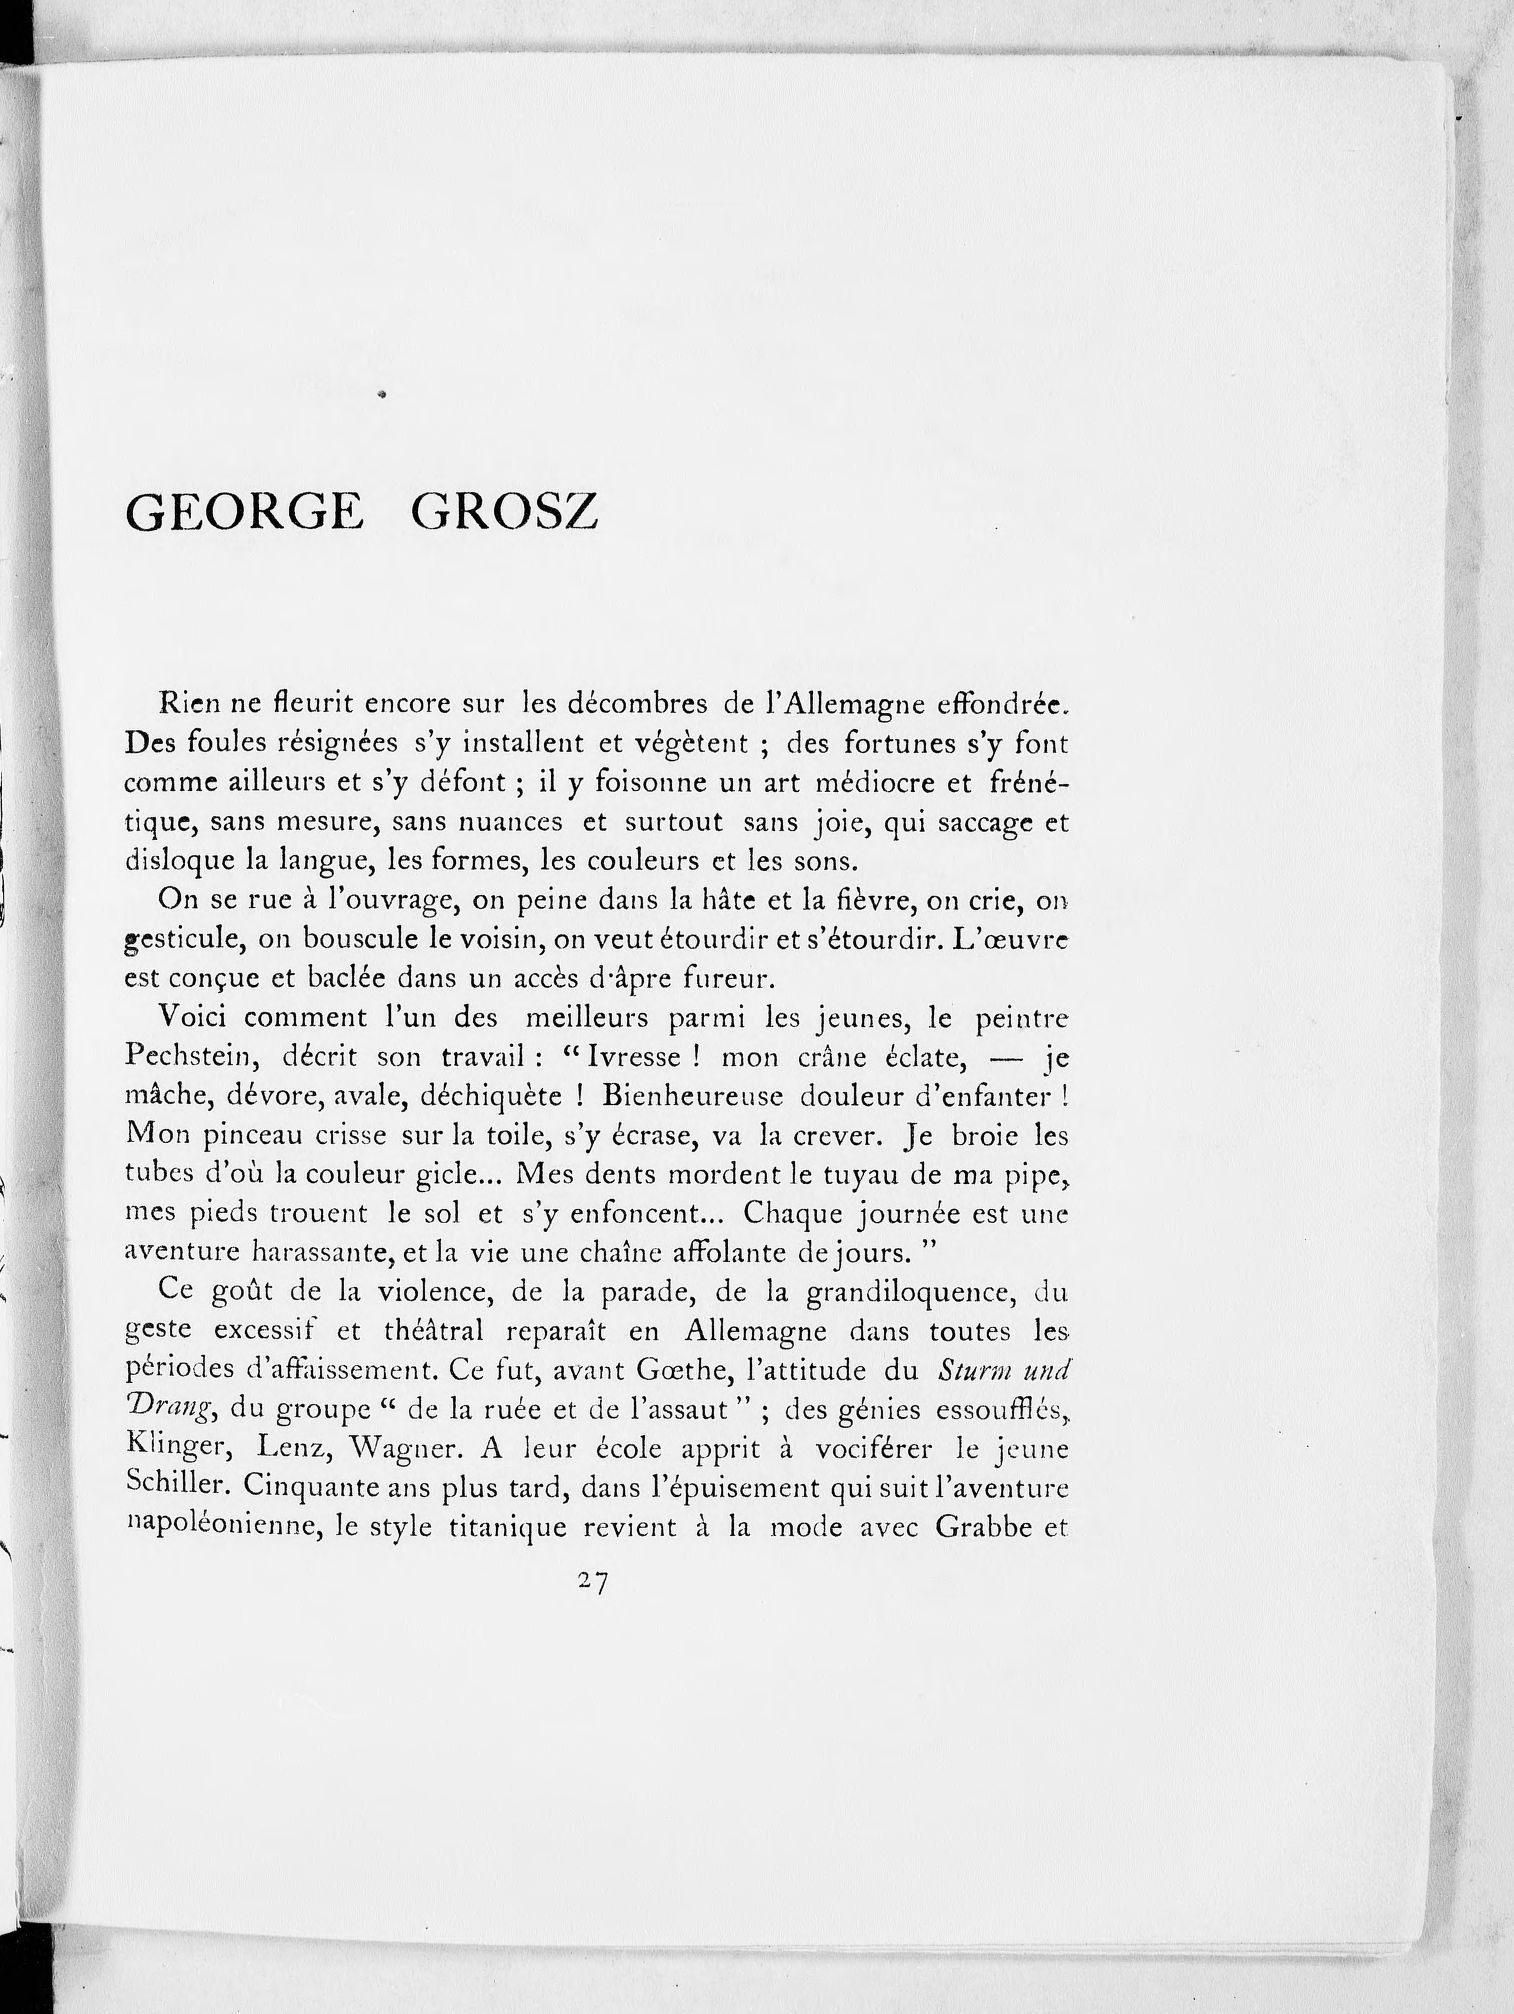 GEORGE GROSZ
Rien ne fleurit encore sur les décombres de l'Allemagne effondrée.
Des foules résignées s'y installent et végètent ; des fortunes s'y font
comme ailleurs et s'y défont ; il y foisonne un art médiocre et fréné-
tique, sans mesure, sans nuances et surtout sans joie, qui saccage et
disloque la langue, les formes, les couleurs et les sons.
On se rue à l'ouvrage, on peine dans la hâte et la fièvre, on crie, on
gesticule, on bouscule le voisin, on veut étourdir et s'étourdir. L'œuvre
est conçue et baclée dans un accès d'âpre fureur.
Voici comment l'un des meilleurs parmi les jeunes, le peintre
Pechstein, décrit son travail : “ Ivresse ! mon crâne éclate, — je
mâche, dévore, avale, déchiquète ! Bienheureuse douleur d'enfanter !
Mon pinceau crisse sur la toile, s'y écrase, va la crever. Je broie les
tubes d'où la couleur gicle... Mes dents mordent le tuyau de ma pipe,
mes pieds trouent le sol et s'y enfoncent... Chaque journée est une
aventure harassante, et la vie une chaîne affolante de jours. ”
Ce goût de la violence, de la parade, de la grandiloquence, du
geste excessif et théâtral reparaît en Allemagne dans toutes les
périodes d'affaissement. Ce fut, avant Gœthe, l'attitude du Sturm und
Drang, du groupe “ de la ruée et de l'assaut ” ; des génies essoufflés,
Klinger, Lenz, Wagner. A leur école apprit à vociférer le jeune
Schiller. Cinquante ans plus tard, dans l'épuisement qui suit l'aventure
napoléonienne, le style titanique revient à la mode avec Grabbe et
27